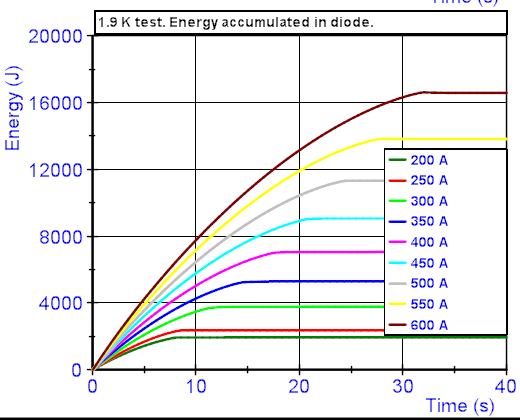 Time (s)
1.9 K test. Energy accumulated in diode.
Energy (J)
20000
16000
12000
8000
4000
0
0
10
20
30
40
Time (s)
200 A
250 A
300 A
350 A
400 A
450 A
500 A
550 A
600 A